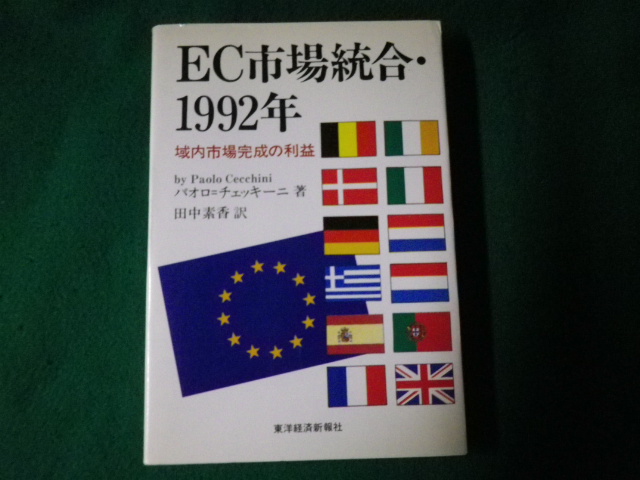 EC市場統合・
1992年
域内市場完成の利益
by Paolo Cecchini
パオロ=チェッキーニ 著
田中素香 訳
東洋経済新報社